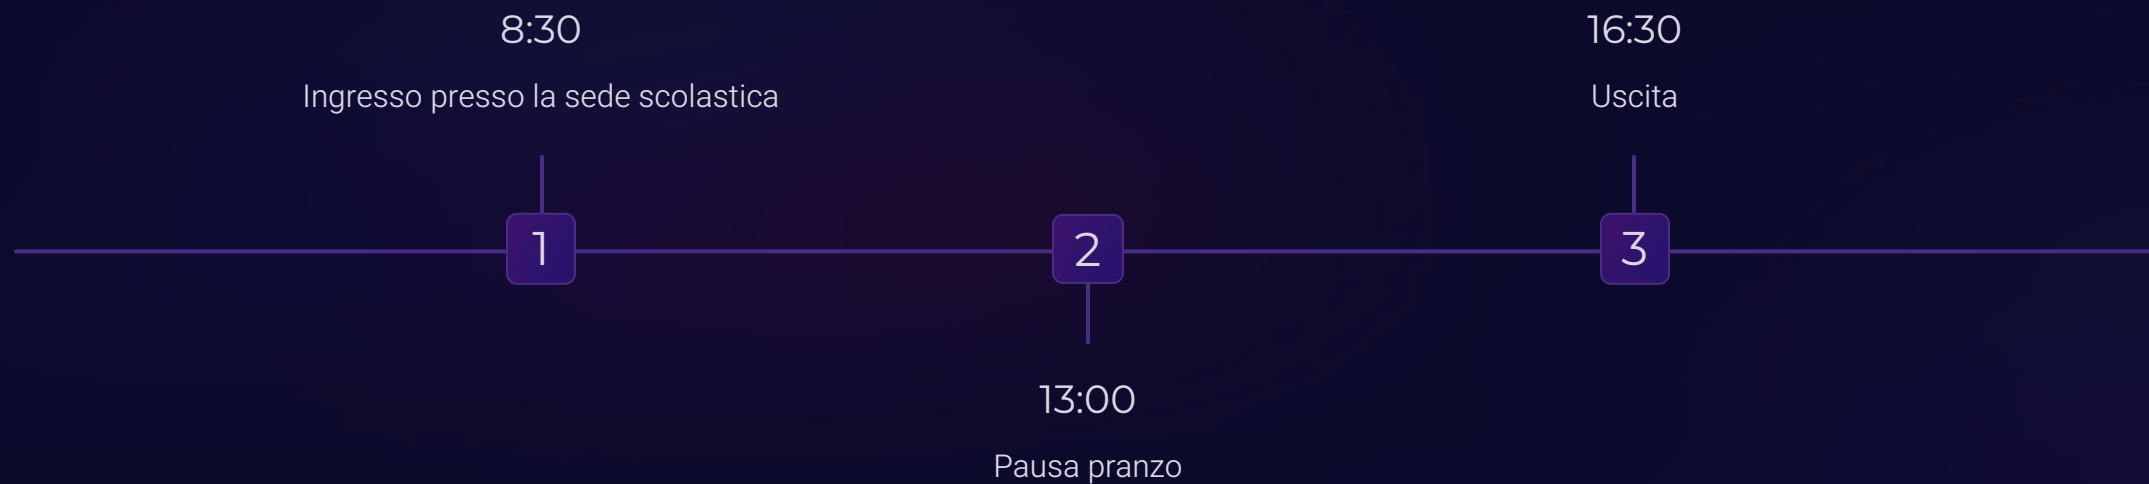 8:30
Ingresso presso la sede scolastica
16:30
Uscita
1
2
3
13:00
Pausa pranzo